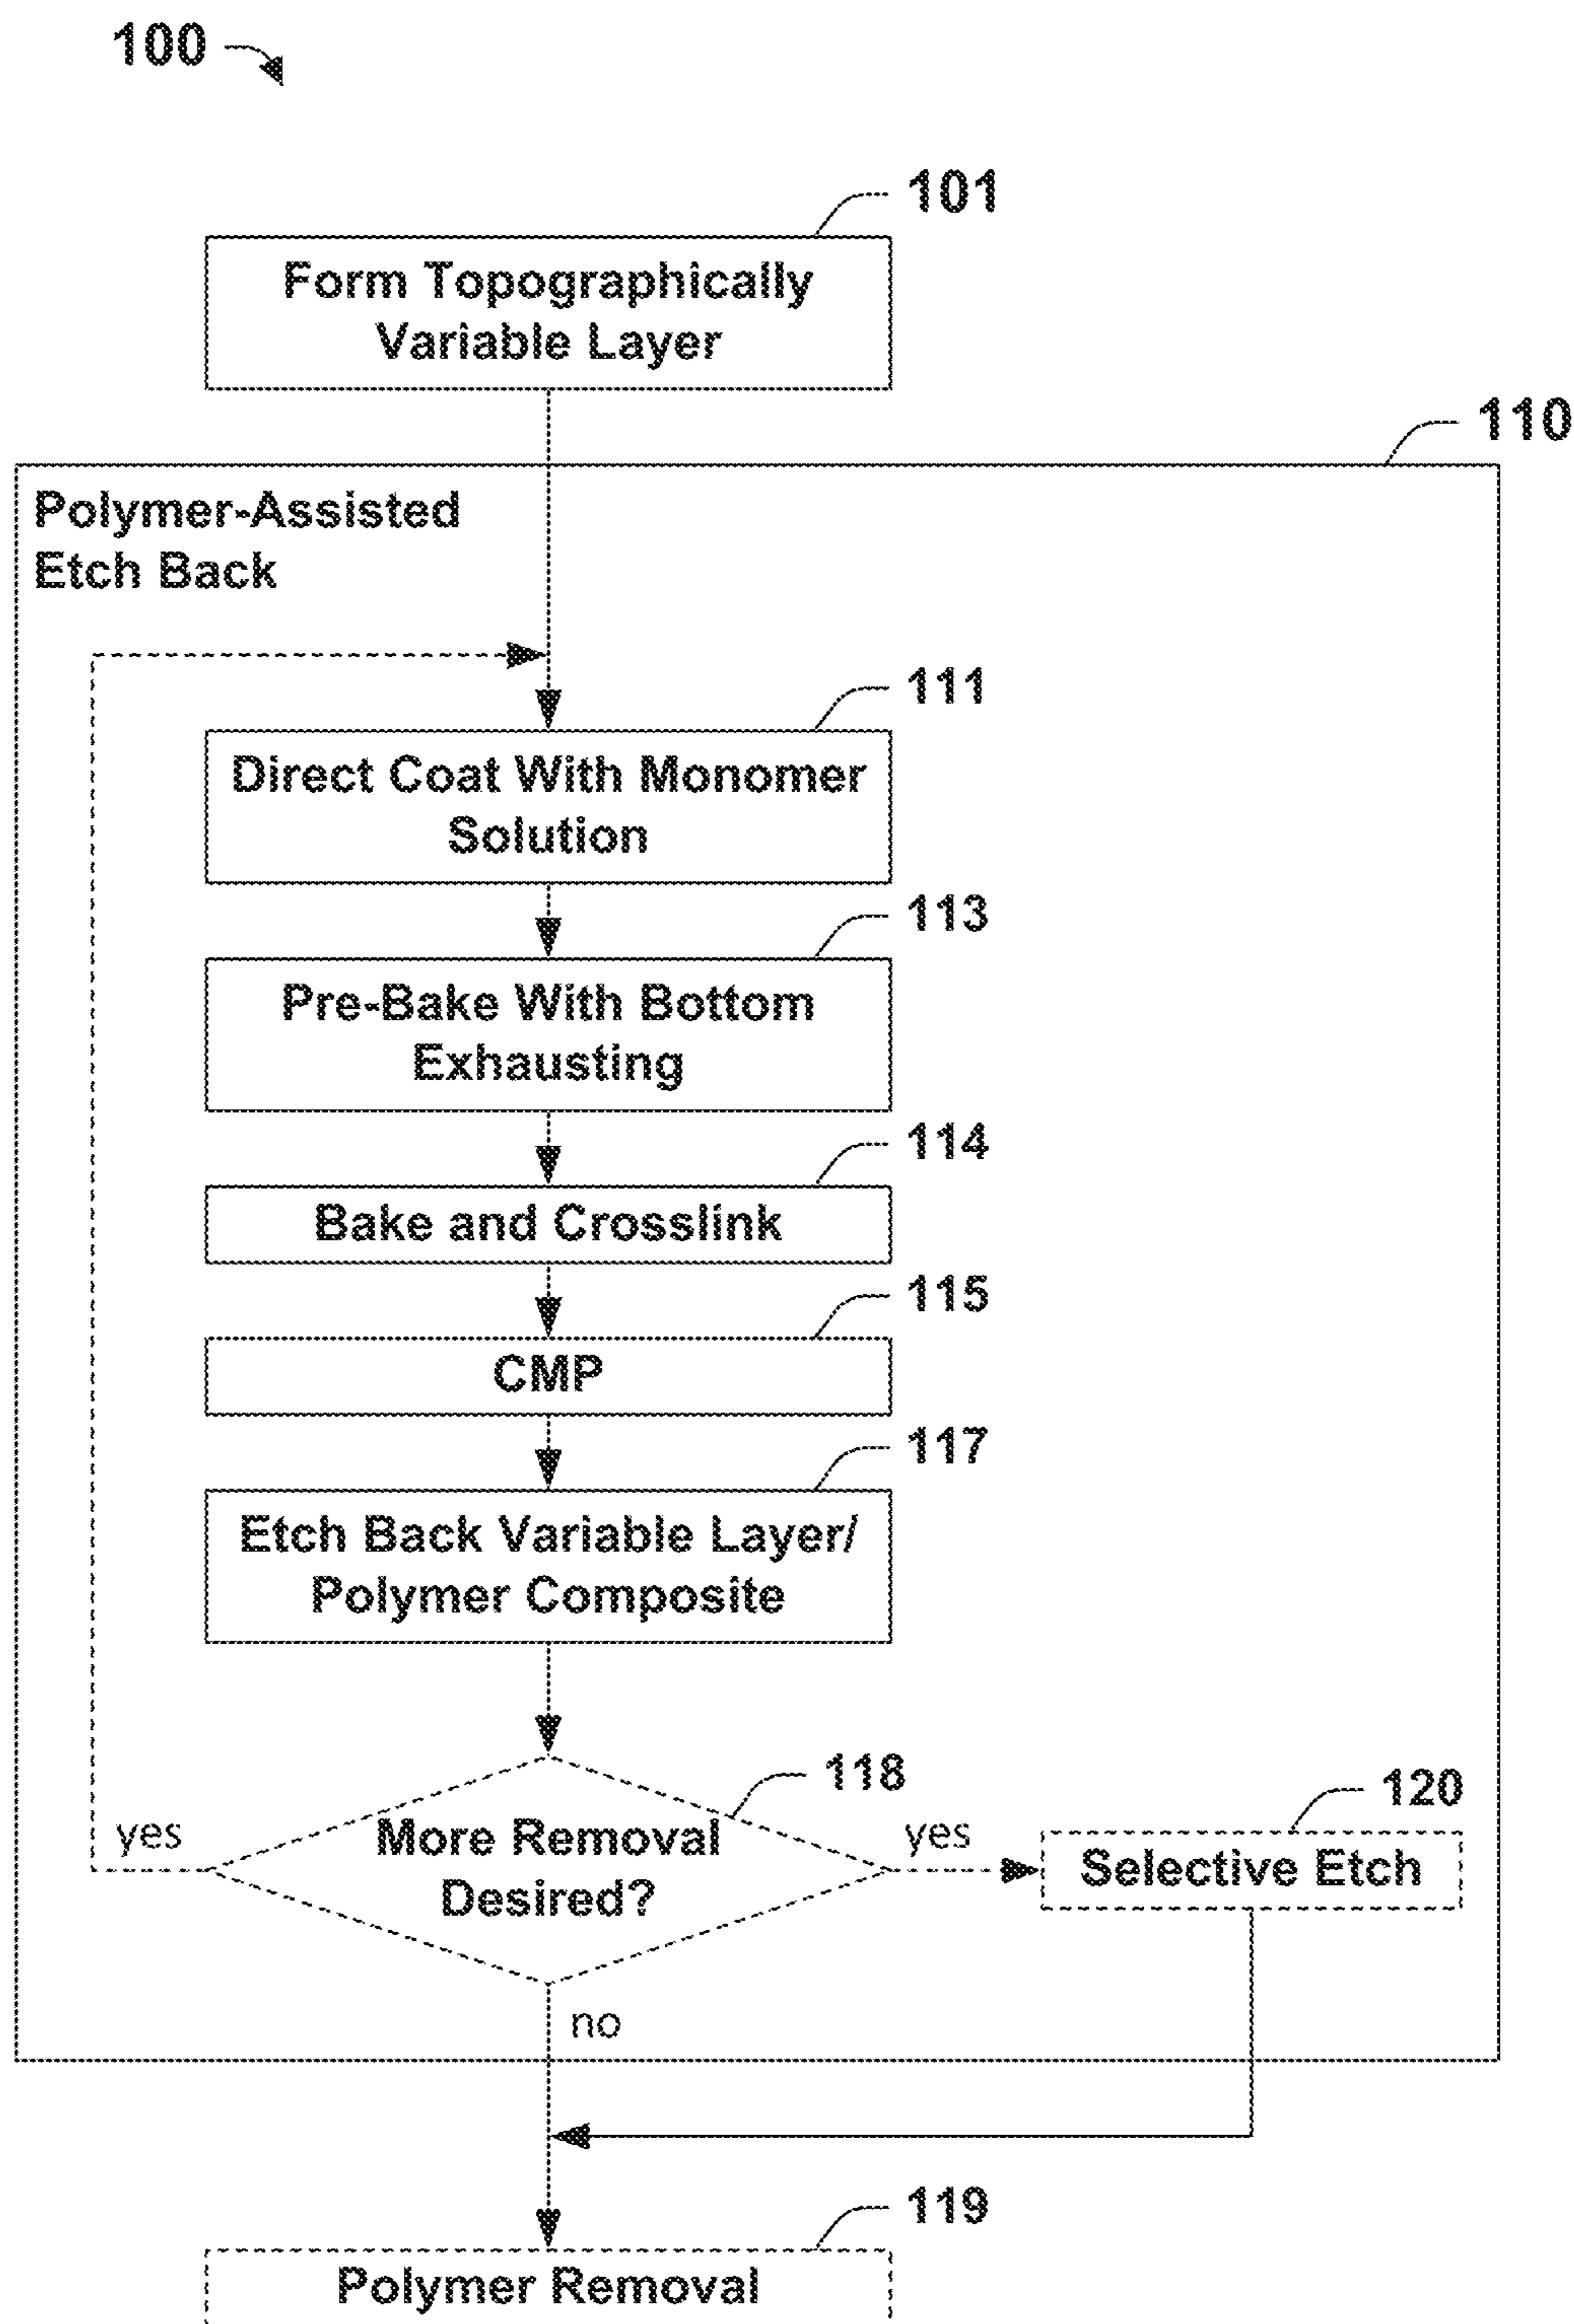 100
101
Form Topographically
Variable Layer
110
Polymer-Assisted
Etch Back
111
Direct Coat With Monomer
Solution
113
Pre-Bake With Bottom
Exhausting
114
Bake and Crosslink
115
CMP
117
Etch Back Variable Layer/
Polymer Composite
118
120
yes
More Removal
Desired?
yes
Selective Etch
no
119
Polymer Removal